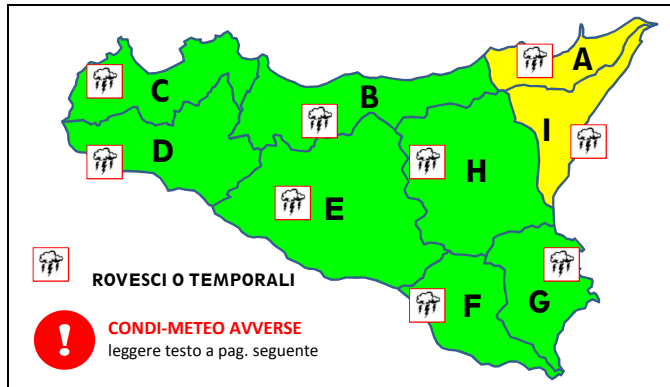 A
C
B
I
D
H
E
F
G
ROVESCI O TEMPORALI
CONDI-METEO AVVERSE
leggere testo a pag. seguente